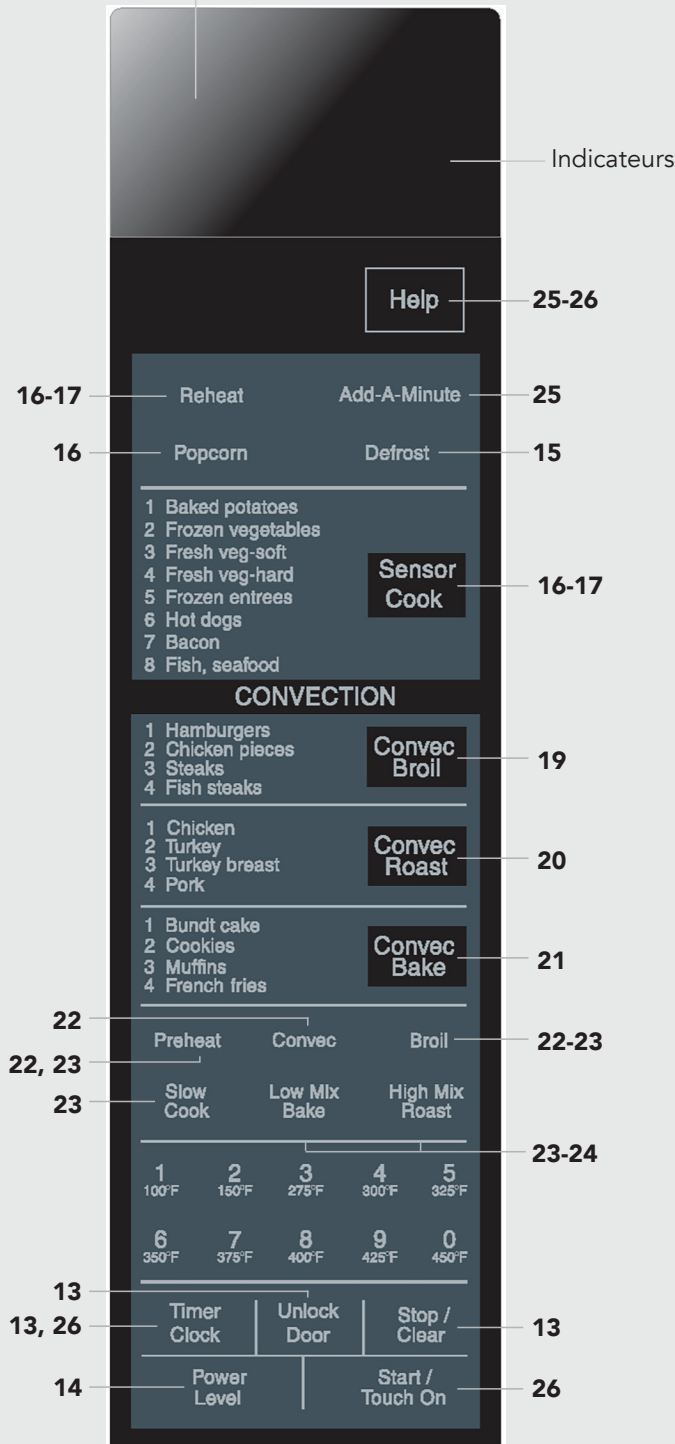 Indicateurs
Help
25-26
16-17
Reheat
Add-A-Minute
25
16
Popcorn
Defrost
15
1 Baked potatoes
2 Frozen vegetables
3 Fresh veg-soft
4 Fresh veg-hard
5 Frozen entrees
6 Hot dogs
7 Bacon
8 Fish, seafood
Sensor
Cook
16-17
CONVECTION
1 Hamburgers
2 Chicken pieces
3 Steaks
4 Fish steaks
Convec
Broil
19
1 Chicken
2 Turkey
3 Turkey breast
4 Pork
Convec
Roast
20
1 Bundt cake
2 Cookies
3 Muffins
4 French fries
Convec
Bake
21
22
Preheat
Convec
Broil
22-23
22, 23
23
Slow
Cook
Low Mix
Bake
High Mix
Roast
23-24
1 2 3 4 5
100°F 150°F 275°F 300°F 325°F
6 7 8 9 0
350°F 375°F 400°F 425°F 450°F
13
13, 26
Timer
Clock
Unlock
Door
Stop /
Clear
13
14
Power
Level
Start /
Touch On
26